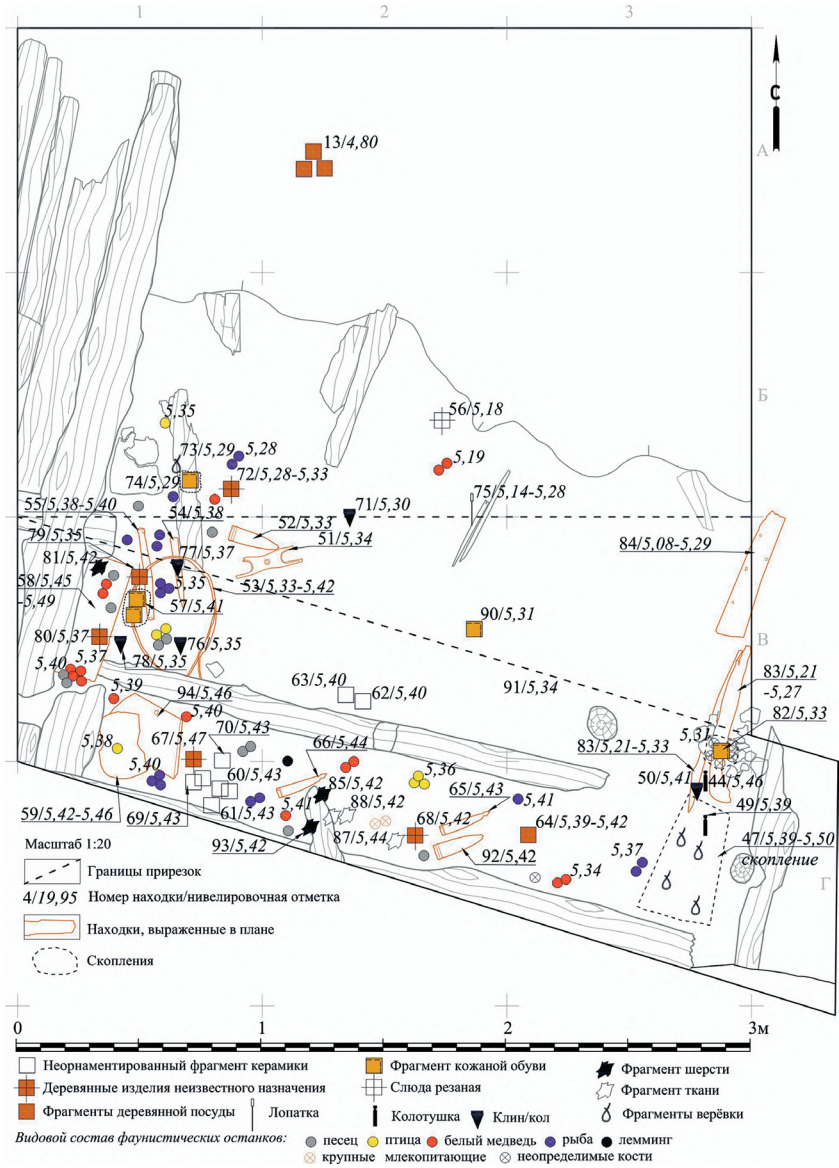 1 2 3
С
13/4,80
А
Б
5,35
56/5,18
73/5,29
5,28
5,19
74/5,29
72/5,28-5,33
75/5,14-5,28
71/5,30
55/5,38-5,40
54/5,38
52/5,33
79/5,35
77/5,37
51/5,34
84/5,08-5,29
81/5,42
5,35
53/5,33-5,42
58/5,45
-5,49
57/5,41
90/5,31
В
80/5,37
76/5,35
78/5,35
5,37
5,40
63/5,40
62/5,40
91/5,34
83/5,21
-5,27
5,39
94/5,46
5,40
82/5,33
70/5,43
5,31
67/5,47
66/5,44
83/5,21-5,33
5,38
5,36
50/5,41
44/5,46
5,40
60/5,43
85/5,42
65/5,43
88/5,42
5,41
49/5,39
59/5,42-5,46
69/5,43
61/5,43
5,41
68/5,42
64/5,39-5,42
93/5,42
87/5,44
92/5,42
47/5,39-5,50
скопление
5,37
5,34
Г
Масштаб 1:20
Границы прирезок
4/19,95 Номер находки/нивелировочная отметка
Находки, выраженные в плане
Скопления
0 1 2 3м
Неорнаментированный фрагмент керамики
Фрагмент кожаной обуви
Фрагмент шерсти
Деревянные изделия неизвестного назначения
Слюда резаная
Фрагмент ткани
Фрагменты деревянной посуды
Лопатка
Колотушка
Клин/кол
Фрагменты верёвки
Видовой состав фаунистических останков: песец птица белый медведь рыба лемминг
крупные млекопитающие неопределимые кости